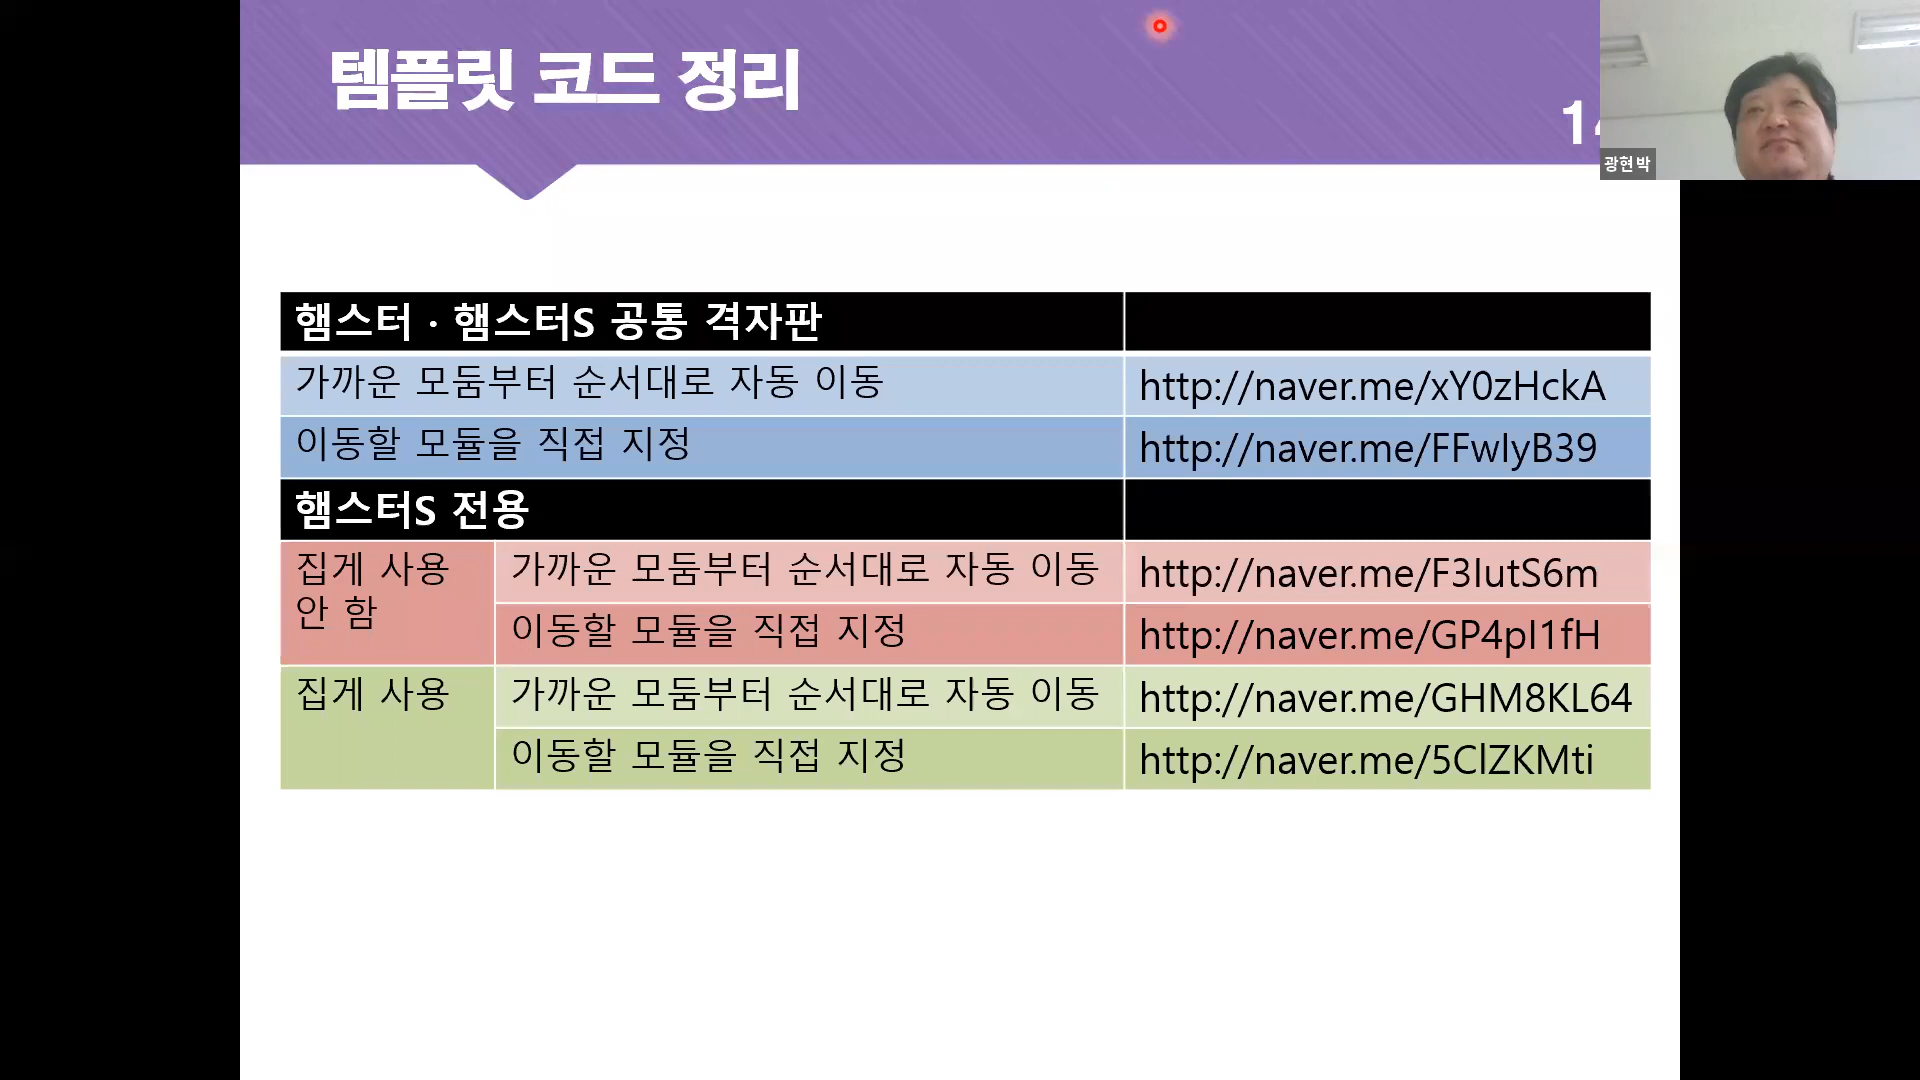 템플릿 코드 정리
광현 박
햄스터 · 햄스터S 공통 격자판
가까운 모둠부터 순서대로 자동 이동 http://naver.me/xY0zHckA
이동할 모듈을 직접 지정 http://naver.me/FFwIyB39
햄스터S 전용
집게 사용 안 함
가까운 모둠부터 순서대로 자동 이동 http://naver.me/F3IutS6m
이동할 모듈을 직접 지정 http://naver.me/GP4pI1fH
집게 사용
가까운 모둠부터 순서대로 자동 이동 http://naver.me/GHM8KL64
이동할 모듈을 직접 지정 http://naver.me/5ClZKMti